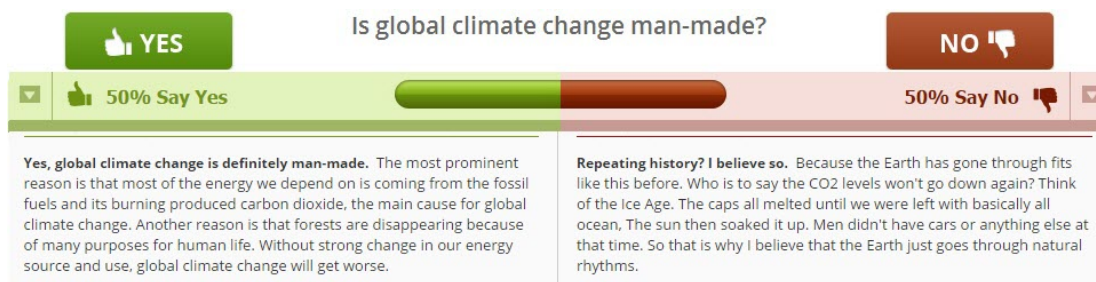 Is global climate change man-made?
YES
NO
50% Say Yes
50% Say No
Yes, global climate change is definitely man-made. The most prominent
reason is that most of the energy we depend on is coming from the fossil
fuels and its burning produced carbon dioxide, the main cause for global
climate change. Another reason is that forests are disappearing because
of many purposes for human life. Without strong change in our energy
source and use, global climate change will get worse.
Repeating history? I believe so. Because the Earth has gone through fits
like this before. Who is to say the CO2 levels won't go down again? Think
of the Ice Age. The caps all melted until we were left with basically all
ocean, The sun then soaked it up. Men didn't have cars or anything else at
that time. So that is why I believe that the Earth just goes through natural
rhythms.